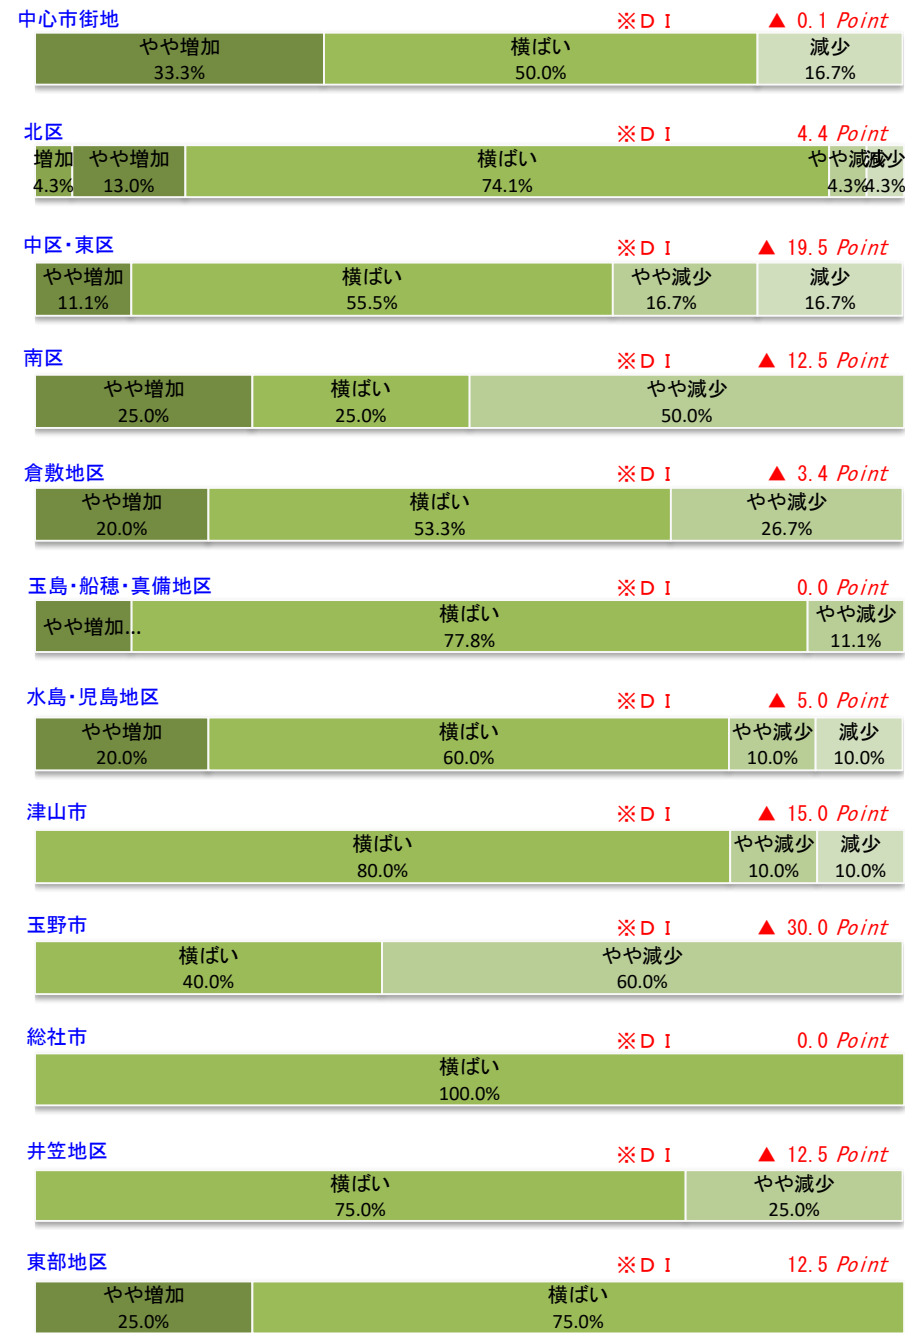 中心市街地 ※ＤＩ ▲ 0.1 Point
やや増加 横ばい 減少
33.3% 50.0% 16.7%
北区 ※ＤＩ 4.4 Point
増加 やや増加 横ばい やや減少 減少
4.3% 13.0% 74.1% 4.3% 4.3%
中区・東区 ※ＤＩ ▲ 19.5 Point
やや増加 横ばい やや減少 減少
11.1% 55.5% 16.7% 16.7%
南区 ※ＤＩ ▲ 12.5 Point
やや増加 横ばい やや減少
25.0% 25.0% 50.0%
倉敷地区 ※ＤＩ ▲ 3.4 Point
やや増加 横ばい やや減少
20.0% 53.3% 26.7%
玉島・船穂・真備地区 ※ＤＩ 0.0 Point
やや増加... 横ばい やや減少
77.8% 11.1%
水島・児島地区 ※ＤＩ ▲ 5.0 Point
やや増加 横ばい やや減少 減少
20.0% 60.0% 10.0% 10.0%
津山市 ※ＤＩ ▲ 15.0 Point
横ばい やや減少 減少
80.0% 10.0% 10.0%
玉野市 ※ＤＩ ▲ 30.0 Point
横ばい やや減少
40.0% 60.0%
総社市 ※ＤＩ 0.0 Point
横ばい
100.0%
井笠地区 ※ＤＩ ▲ 12.5 Point
横ばい やや減少
75.0% 25.0%
東部地区 ※ＤＩ 12.5 Point
やや増加 横ばい
25.0% 75.0%